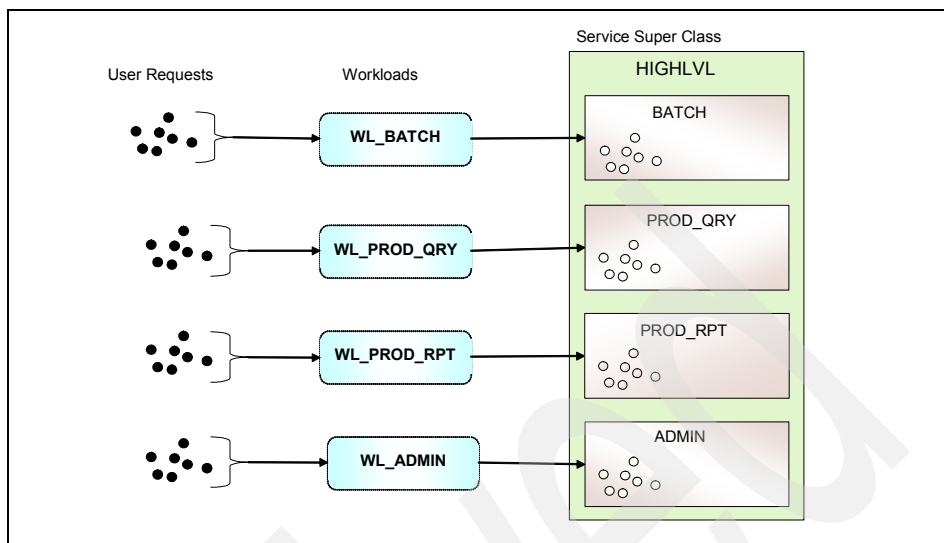 Service Super Class
User Requests
Workloads
HIGHLVL
WL_BATCH
BATCH
WL_PROD_QRY
PROD_QRY
WL_PROD_RPT
PROD_RPT
WL_ADMIN
ADMIN